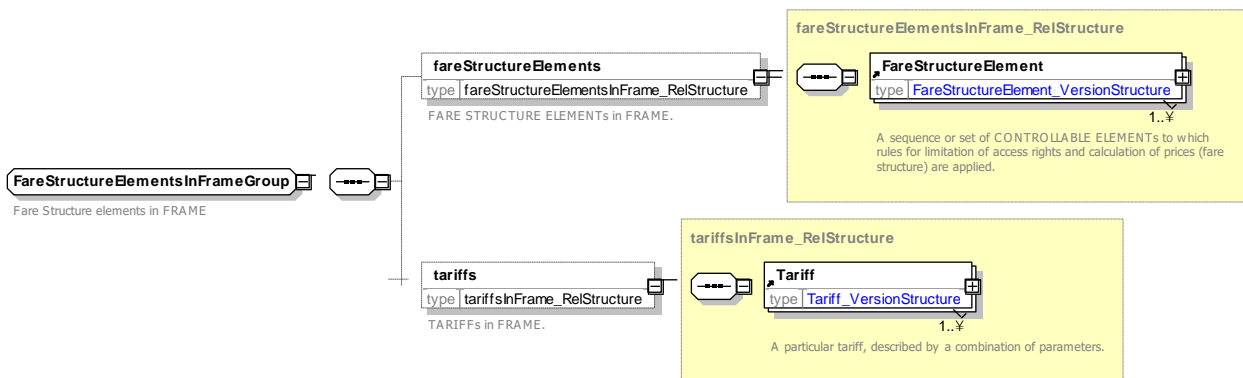 fareStructureElementsInFrame_RelStructure
fareStructureElements
type fareStructureElementsInFrame_RelStructure
FARE STRUCTURE ELEMENTs in FRAME.
FareStructureElement
type FareStructureElement_VersionStructure
1..¥
A sequence or set of CONTROLLABLE ELEMENTs to which
rules for limitation of access rights and calculation of prices (fare
structure) are applied.
FareStructureElementsInFrameGroup
Fare Structure elements in FRAME
tariffsInFrame_RelStructure
tariffs
type tariffsInFrame_RelStructure
TARIFFs in FRAME.
Tariff
type Tariff_VersionStructure
1..¥
A particular tariff, described by a combination of parameters.